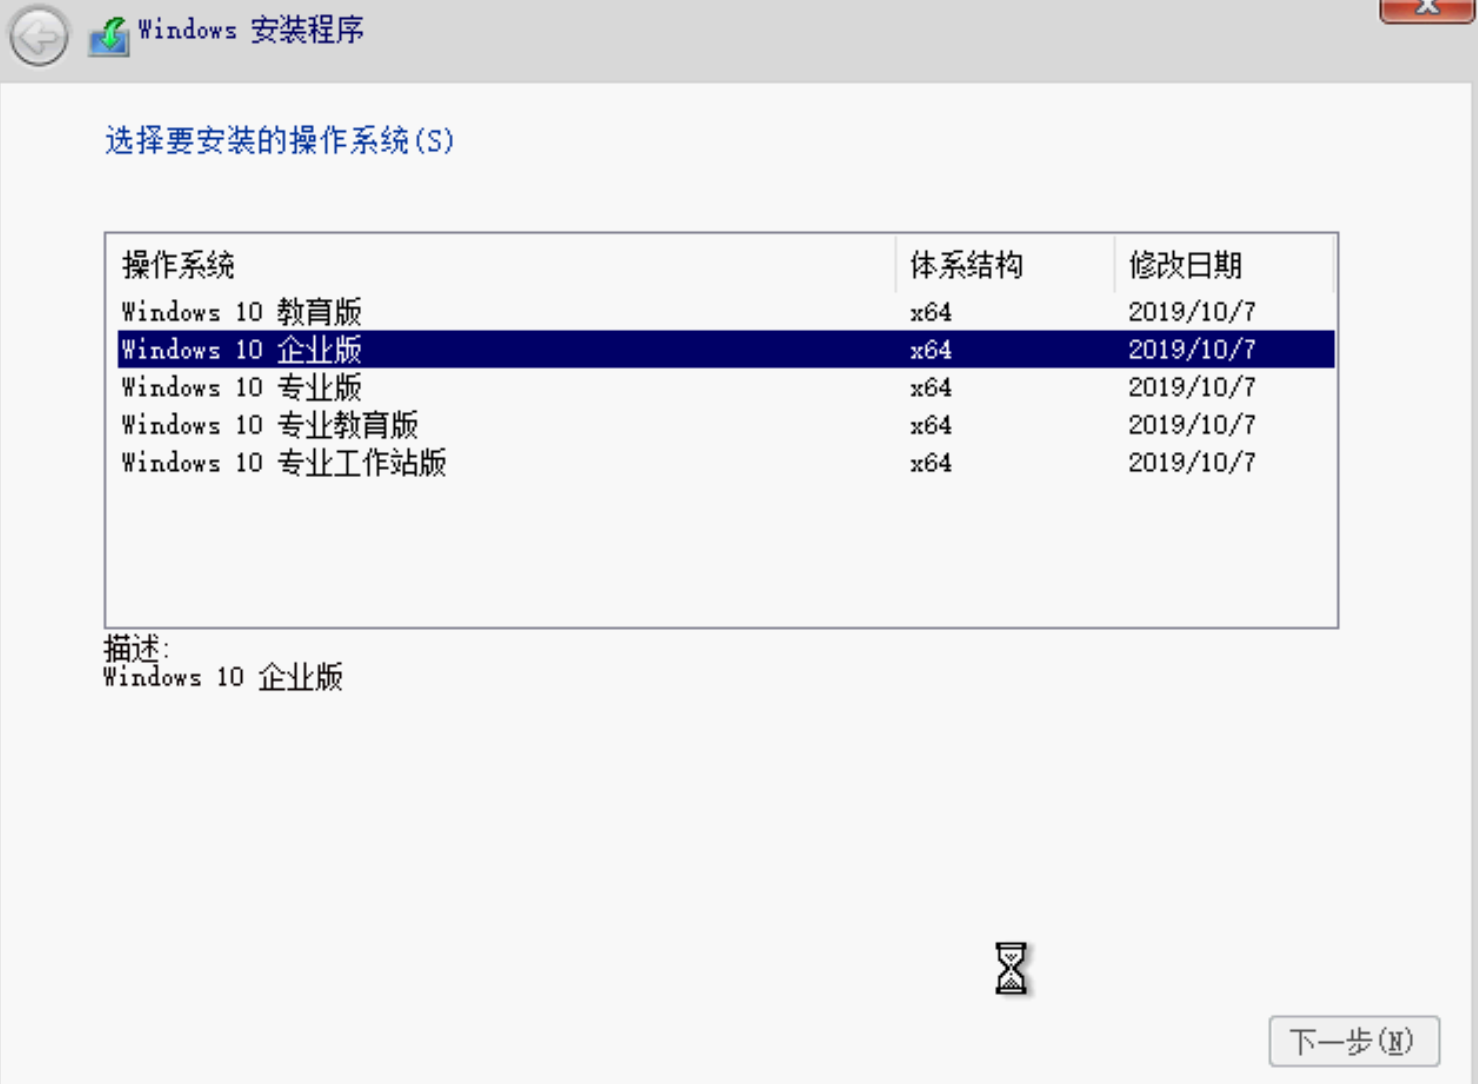 Windows 安装程序
选择要安装的操作系统(S)
操作系统 体系结构 修改日期
Windows 10 教育版 x64 2019/10/7
Windows 10 企业版 x64 2019/10/7
Windows 10 专业版 x64 2019/10/7
Windows 10 专业教育版 x64 2019/10/7
Windows 10 专业工作站版 x64 2019/10/7
描述:
Windows 10 企业版
下一步(N)